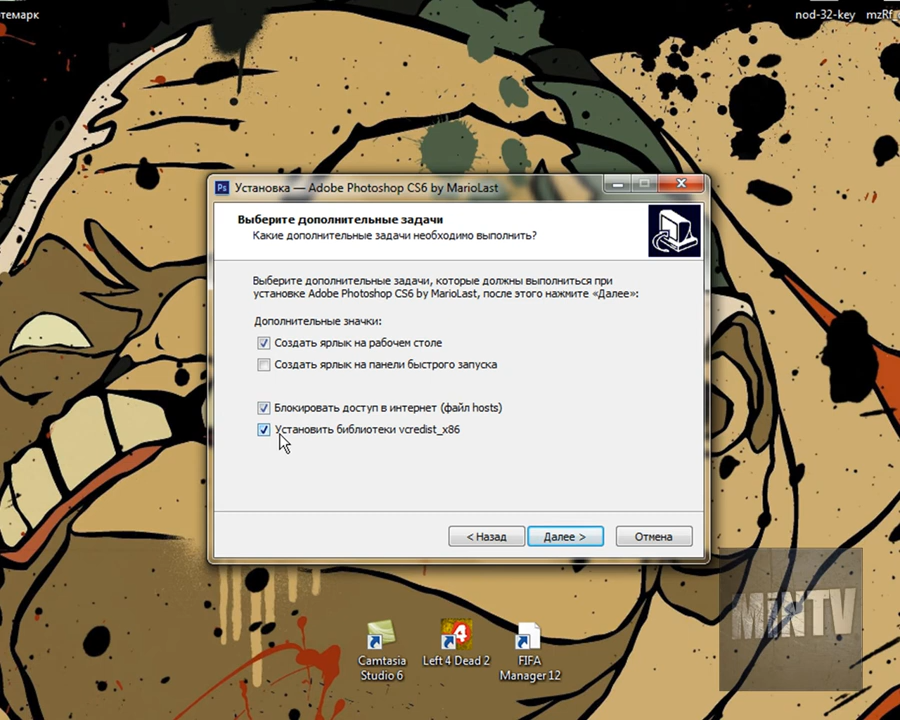 отемарк
nod-32-key
mzRf
Ps
Установка — Adobe Photoshop CS6 by MarioLast
Выберите дополнительные задачи
Какие дополнительные задачи необходимо выполнить?
Выберите дополнительные задачи, которые должны выполниться при
установке Adobe Photoshop CS6 by MarioLast, после этого нажмите «Далее»:
Дополнительные значки:
Создать ярлык на рабочем столе
Создать ярлык на панели быстрого запуска
Блокировать доступ в интернет (файл hosts)
Установить библиотеки vcredist_x86
< Назад
Далее >
Отмена
MiNTV
4
Camtasia
Studio 6
Left 4 Dead 2
FIFA
Manager 12